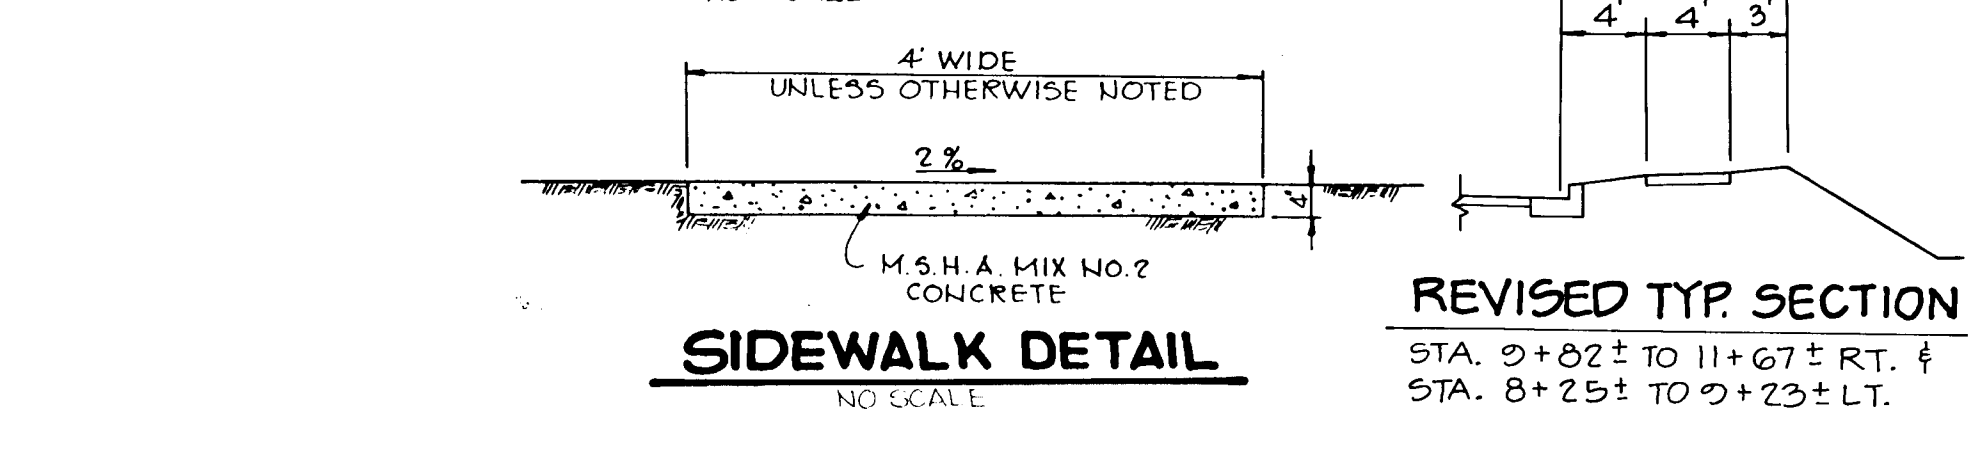 4' WIDE
UNLESS OTHERWISE NOTED
2%
4'
M.S.H.A. MIX NO. 2
CONCRETE
SIDEWALK DETAIL
NO SCALE
4' 4' 3'
REVISED TYP. SECTION
STA. 9+82± TO 11+67± RT. &
STA. 8+25± TO 9+23± LT.